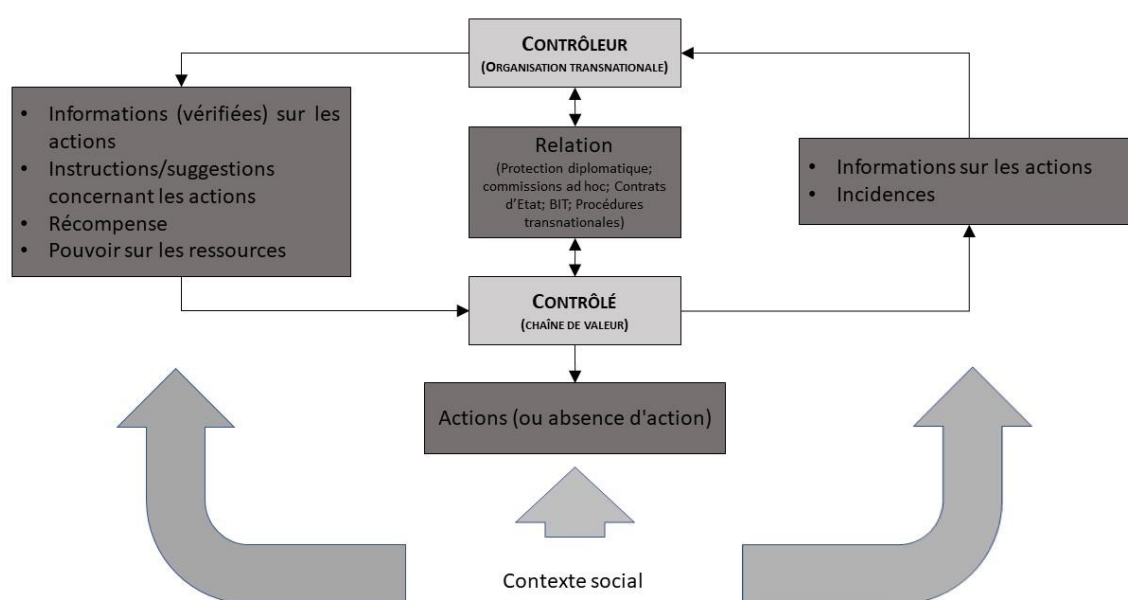 CONTRÔLEUR
(ORGANISATION TRANSNATIONALE)
• Informations (vérifiées) sur les
actions
• Instructions/suggestions
concernant les actions
• Récompense
• Pouvoir sur les ressources
Relation
(Protection diplomatique;
commissions ad hoc; Contrats
d'Etat; BIT; Procédures
transnationales)
• Informations sur les actions
• Incidences
CONTRÔLÉ
(CHAÎNE DE VALEUR)
Actions (ou absence d'action)
Contexte social